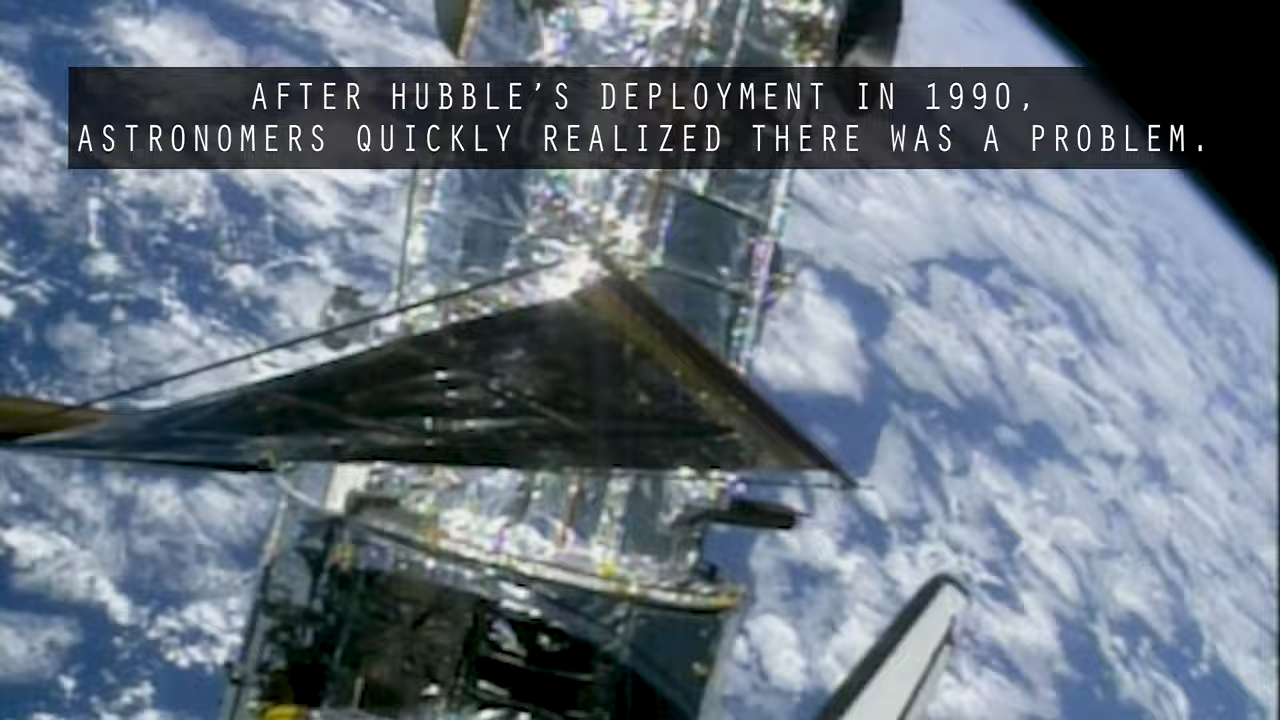 AFTER HUBBLE’S DEPLOYMENT IN 1990,
ASTRONOMERS QUICKLY REALIZED THERE WAS A PROBLEM.